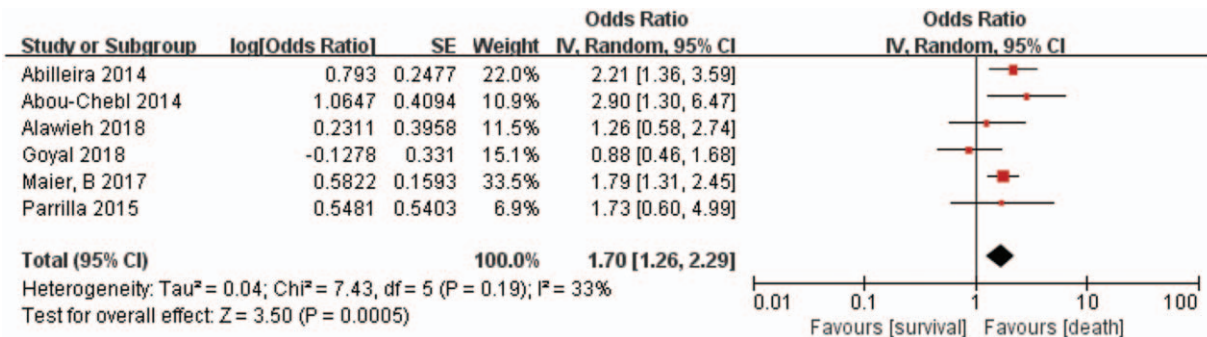 Odds Ratio Odds Ratio
Study or Subgroup log[Odds Ratio] SE Weight IV, Random, 95% CI IV, Random, 95% CI
Abilleira 2014 0.793 0.2477 22.0% 2.21 [1.36, 3.59]
Abou-Chebl 2014 1.0647 0.4094 10.9% 2.90 [1.30, 6.47]
Alawieh 2018 0.2311 0.3958 11.5% 1.26 [0.58, 2.74]
Goyal 2018 -0.1278 0.331 15.1% 0.88 [0.46, 1.68]
Maier, B 2017 0.5822 0.1593 33.5% 1.79 [1.31, 2.45]
Parrilla 2015 0.5481 0.5403 6.9% 1.73 [0.60, 4.99]
Total (95% CI) 100.0% 1.70 [1.26, 2.29]
Heterogeneity: Tau² = 0.04; Chi² = 7.43, df = 5 (P = 0.19); I² = 33%
Test for overall effect: Z = 3.50 (P = 0.0005)
0.01 0.1 1 10 100
Favours [survival] Favours [death]